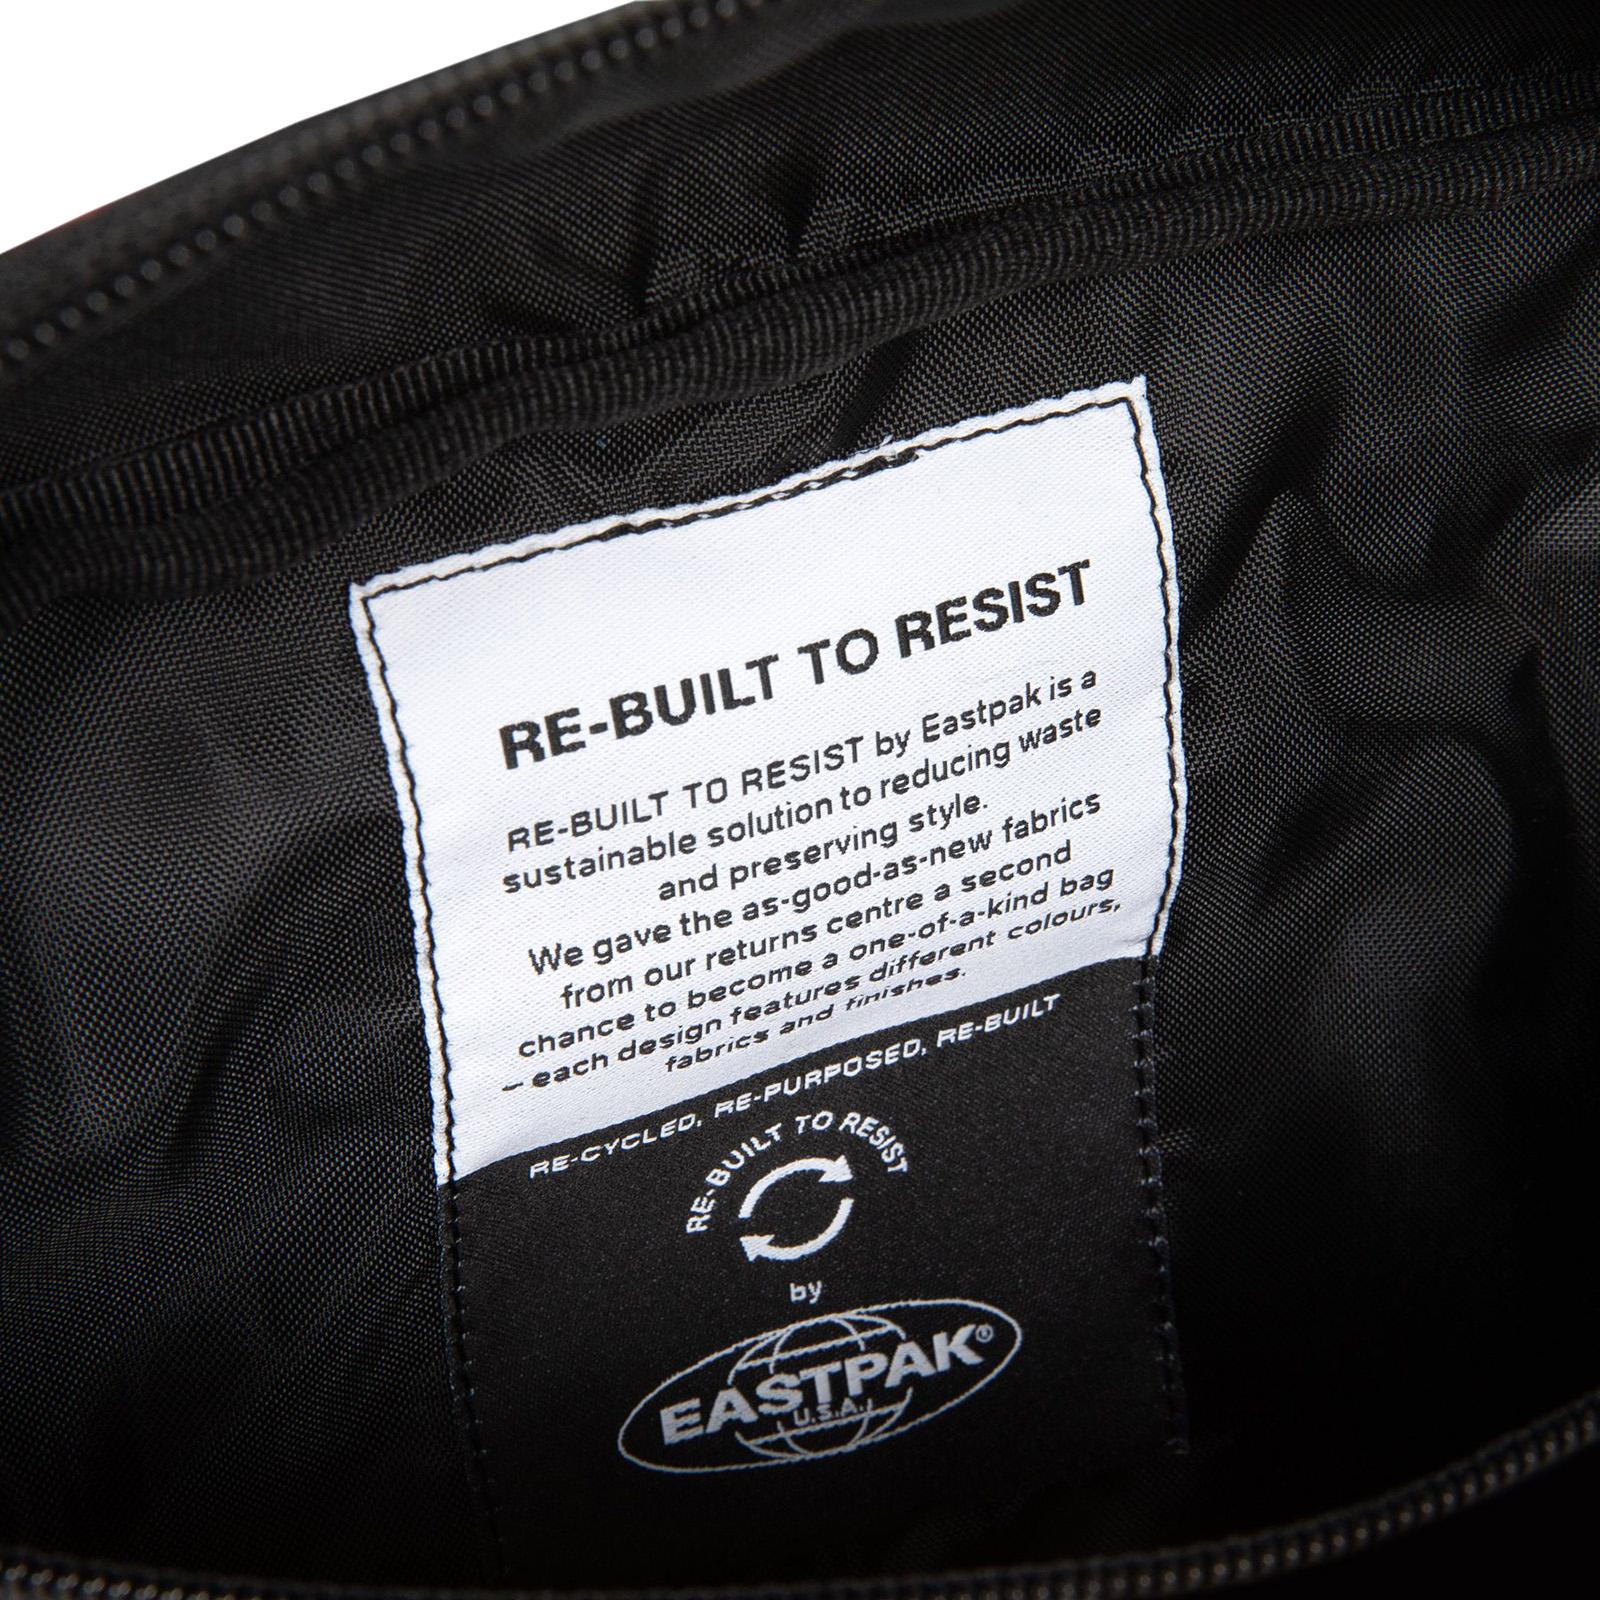 RE-BUILT TO RESIST
RE-BUILT TO RESIST by Eastpak is a
sustainable solution to reducing waste
and preserving style.
We gave the as-good-as-new fabrics
from our returns centre a second
chance to become a one-of-a-kind bag
– each design features different colours,
fabrics and finishes.
RE-CYCLED, RE-PURPOSED, RE-BUILT
RE-BUILT TO RESIST
by
EASTPAK®
U.S.A.